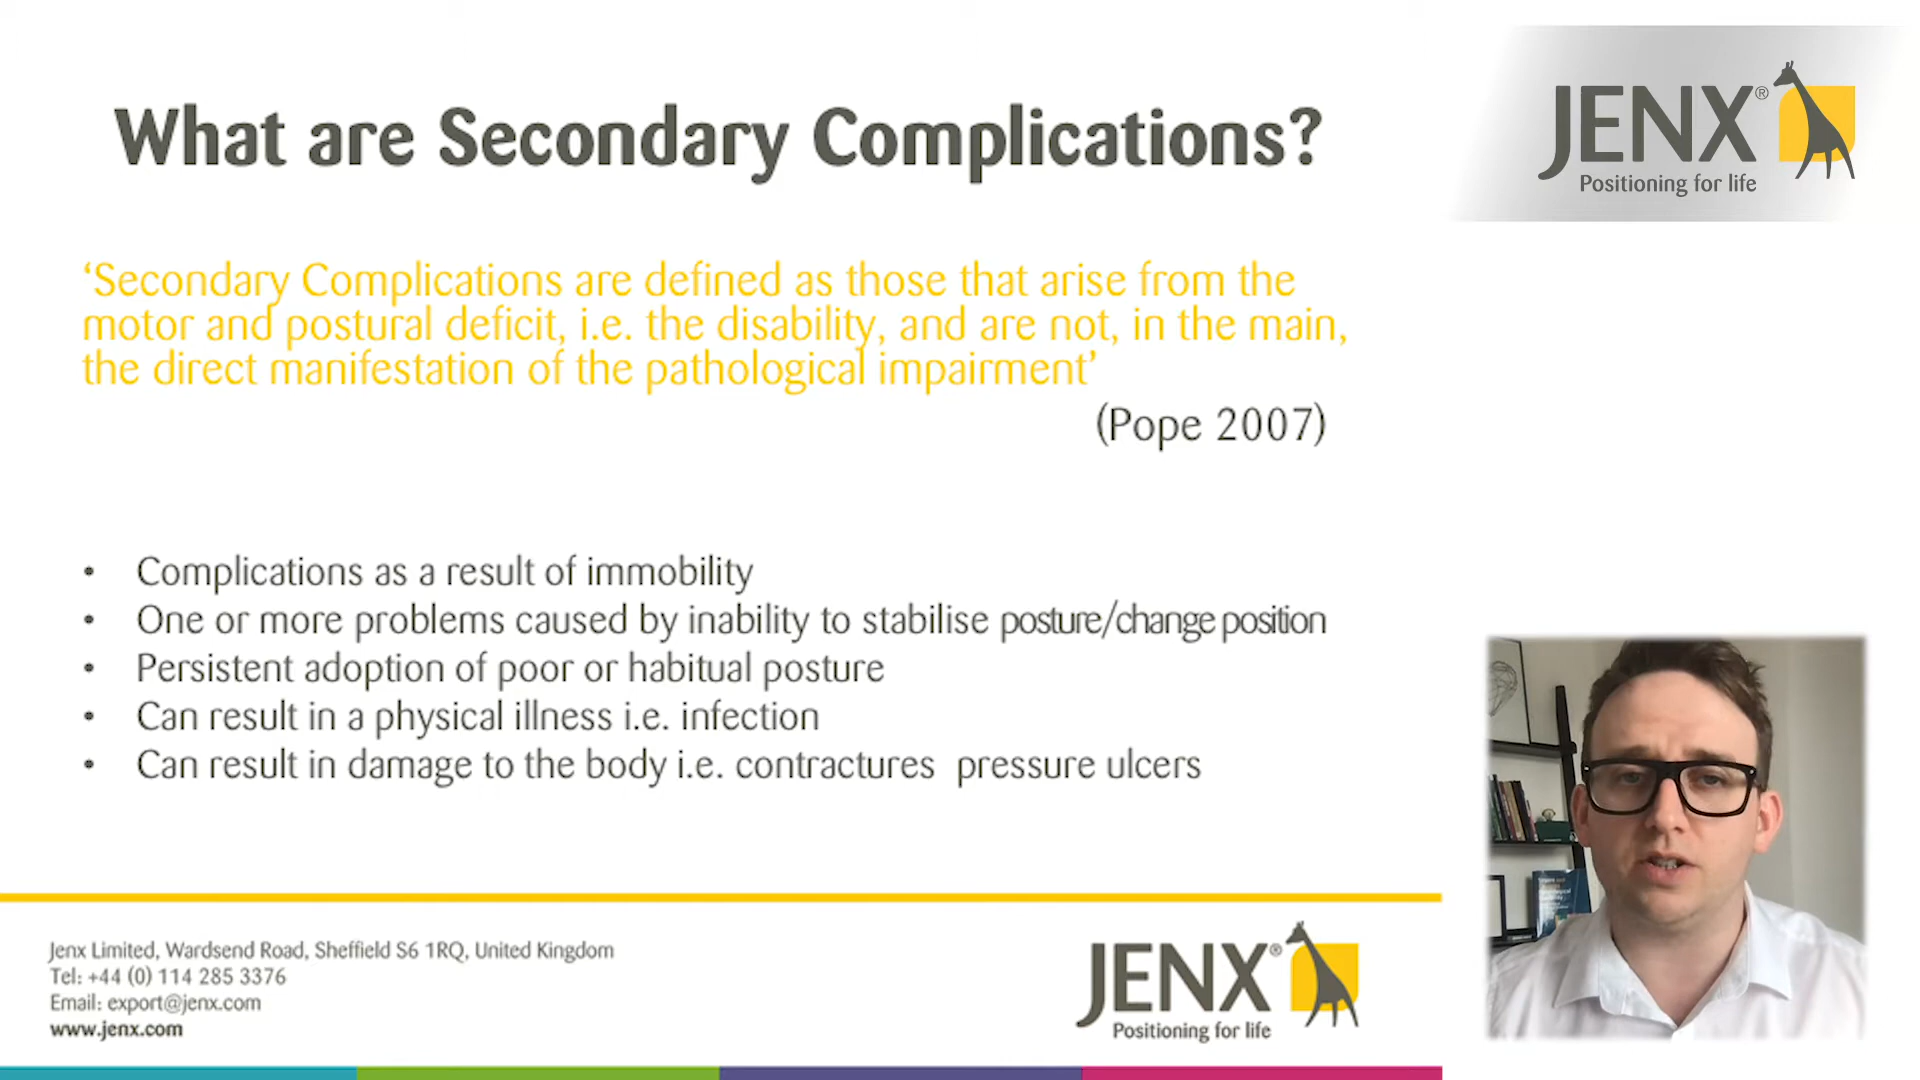 What are Secondary Complications?
JENX®
Positioning for life
‘Secondary Complications are defined as those that arise from the
motor and postural deficit, i.e. the disability, and are not, in the main,
the direct manifestation of the pathological impairment’
(Pope 2007)
• Complications as a result of immobility
• One or more problems caused by inability to stabilise posture/change position
• Persistent adoption of poor or habitual posture
• Can result in a physical illness i.e. infection
• Can result in damage to the body i.e. contractures pressure ulcers
Jenx Limited, Wardsend Road, Sheffield S6 1RQ, United Kingdom
Tel: +44 (0) 114 285 3376
Email: export@jenx.com
www.jenx.com
JENX®
Positioning for life